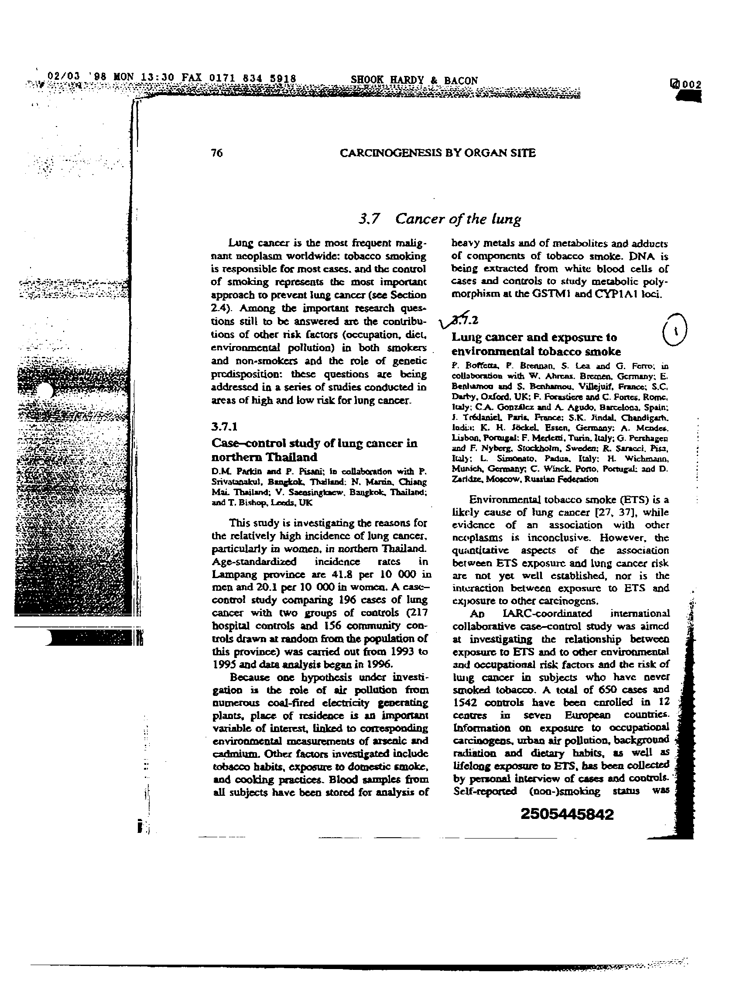 02/03 '98 MON 13:30 FAX 0171 834 5918 SHOOK HARDY & BACON 002
76 CARCINOGENESIS BY ORGAN SITE
3.7 Cancer of the lung
Lung cancer is the most frequent malig-
nant neoplasm worldwide: tobacco smoking
is responsible for most cases, and the control
of smoking represents the most important
approach to prevent lung cancer (see Section
2.4). Among the important research ques-
tions still to be answered are the contribu-
tions of other risk factors (occupation, diet,
environmental pollution) in both smokers
and non-smokers and the role of genetic
predisposition: these questions are being
addressed in a series of studies conducted in
areas of high and low risk for lung cancer.
3.7.1
Case-control study of lung cancer in
northern Thailand
D.M. Parkin and P. Pisani; in collaboration with P.
Srivatanakul, Bangkok, Thailand; N. Martin, Chiang
Mai, Thailand; V. Saensingkaew, Bangkok, Thailand;
and T. Bishop, Leeds, UK
This study is investigating the reasons for
the relatively high incidence of lung cancer,
particularly in women, in northern Thailand.
Age-standardized incidence rates in
Lampang province are 41.8 per 10 000 in
men and 20.1 per 10 000 in women. A case-
control study comparing 196 cases of lung
cancer with two groups of controls (217
hospital controls and 156 community con-
trols drawn at random from the population of
this province) was carried out from 1993 to
1995 and data analysis began in 1996.
Because one hypothesis under investi-
gation is the role of air pollution from
numerous coal-fired electricity generating
plants, place of residence is an important
variable of interest, linked to corresponding
environmental measurements of arsenic and
cadmium. Other factors investigated include
tobacco habits, exposure to domestic smoke,
and cooking practices. Blood samples from
all subjects have been stored for analysis of
heavy metals and of metabolites and adducts
of components of tobacco smoke. DNA is
being extracted from white blood cells of
cases and controls to study metabolic poly-
morphism at the GSTM1 and CYP1A1 loci.
3.7.2
1
Lung cancer and exposure to
environmental tobacco smoke
P. Boffetta, P. Brennan, S. Lea and G. Ferro; in
collaboration with W. Ahrens, Bremen, Germany; E.
Benhamou and S. Benhamou, Villejuif, France; S.C.
Darby, Oxford, UK; F. Forastiere and C. Fortes, Rome,
Italy; C.A. González and A. Agudo, Barcelona, Spain;
J. Trédaniel, Paris, France; S.K. Jindal, Chandigarh,
India; K. H. Jöckel, Essen, Germany; A. Mendes,
Lisbon, Portugal; F. Merletti, Turin, Italy; G. Pershagen
and F. Nyberg, Stockholm, Sweden; R. Saracci, Pisa,
Italy; L. Simonato, Padua, Italy; H. Wichmann,
Munich, Germany; C. Winck, Porto, Portugal; and D.
Zaridze, Moscow, Russian Federation
Environmental tobacco smoke (ETS) is a
likely cause of lung cancer [27, 37], while
evidence of an association with other
neoplasms is inconclusive. However, the
quantitative aspects of the association
between ETS exposure and lung cancer risk
are not yet well established, nor is the
interaction between exposure to ETS and
exposure to other carcinogens.
An IARC-coordinated international
collaborative case-control study was aimed
at investigating the relationship between
exposure to ETS and to other environmental
and occupational risk factors and the risk of
lung cancer in subjects who have never
smoked tobacco. A total of 650 cases and
1542 controls have been enrolled in 12
centres in seven European countries.
Information on exposure to occupational
carcinogens, urban air pollution, background
radiation and dietary habits, as well as
lifelong exposure to ETS, has been collected
by personal interview of cases and controls.
Self-reported (non-)smoking status was
2505445842